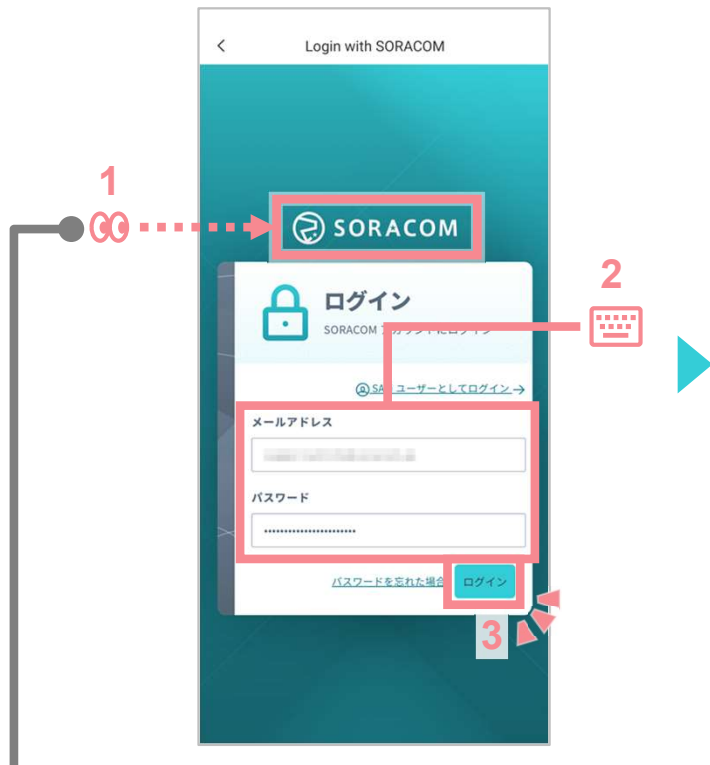 Login with SORACOM
1
SORACOM
2
ログイン
SORACOM
ユーザーとしてログイン
メールアドレス
パスワード
パスワードを忘れた場合
ログイン
3